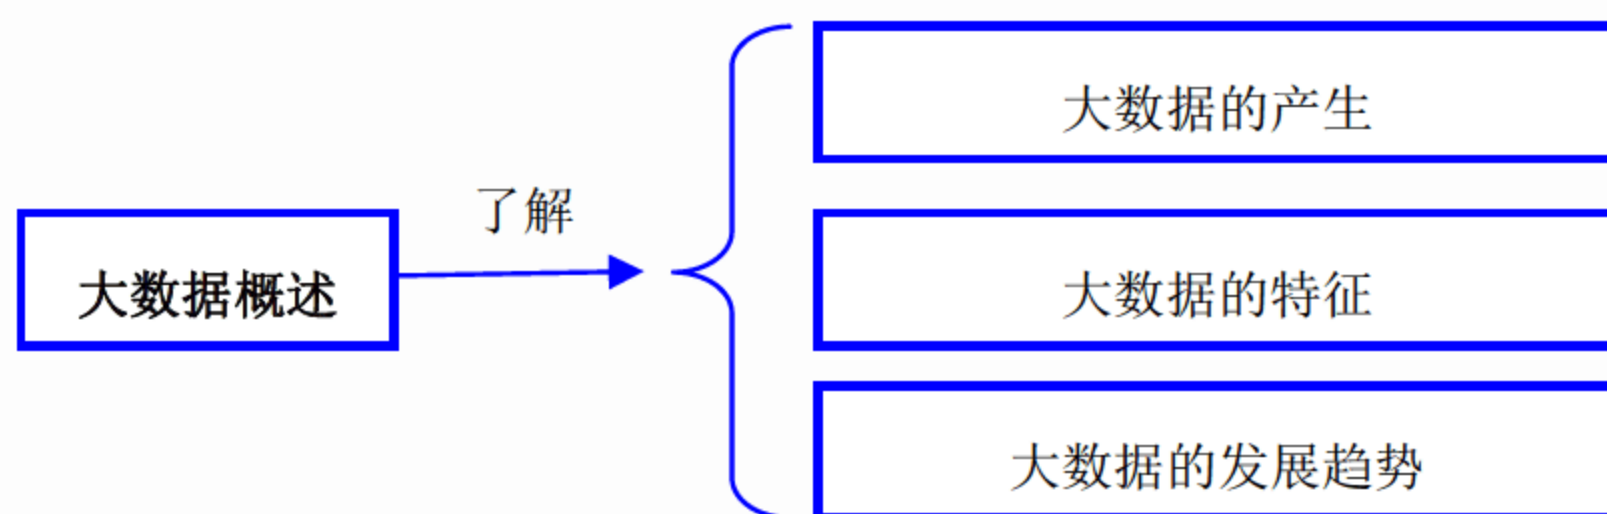 大数据的产生
了解
大数据概述
大数据的特征
大数据的发展趋势